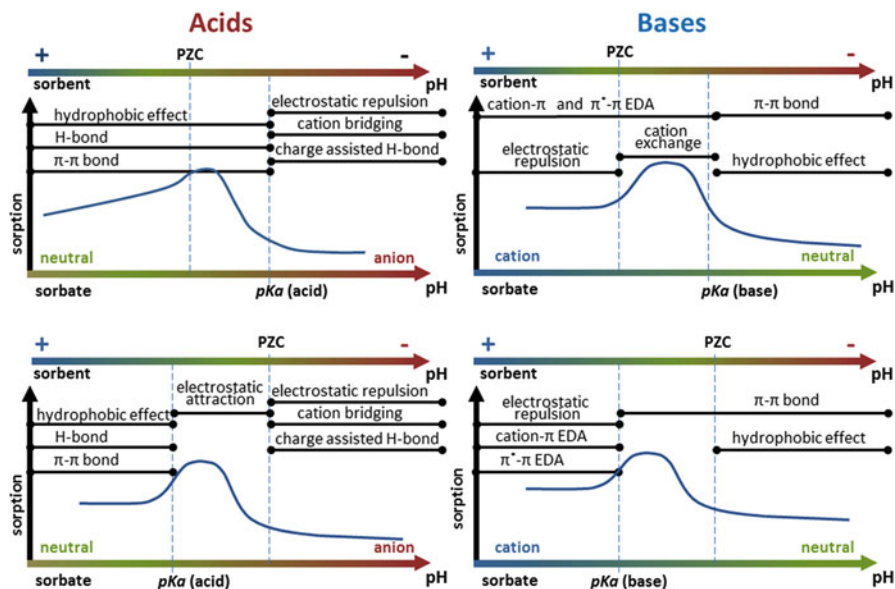 Acids
Bases
+
PZC
-
sorbent
pH
electrostatic repulsion
hydrophobic effect
cation bridging
H-bond
charge assisted H-bond
π-π bond
sorption
neutral
anion
sorbate
pKa (acid)
pH
+
PZC
-
sorbent
pH
cation-π and π+-π EDA
π-π bond
cation
exchange
electrostatic
repulsion
hydrophobic effect
sorption
cation
neutral
pKa (base)
pH
+
PZC
-
sorbent
pH
electrostatic
attraction
electrostatic repulsion
hydrophobic effect
cation bridging
H-bond
charge assisted H-bond
π-π bond
sorption
neutral
anion
sorbate
pKa (acid)
pH
+
PZC
-
sorbent
pH
electrostatic
repulsion
π-π bond
cation-π EDA
hydrophobic effect
π+-π EDA
sorption
cation
neutral
sorbate
pKa (base)
pH